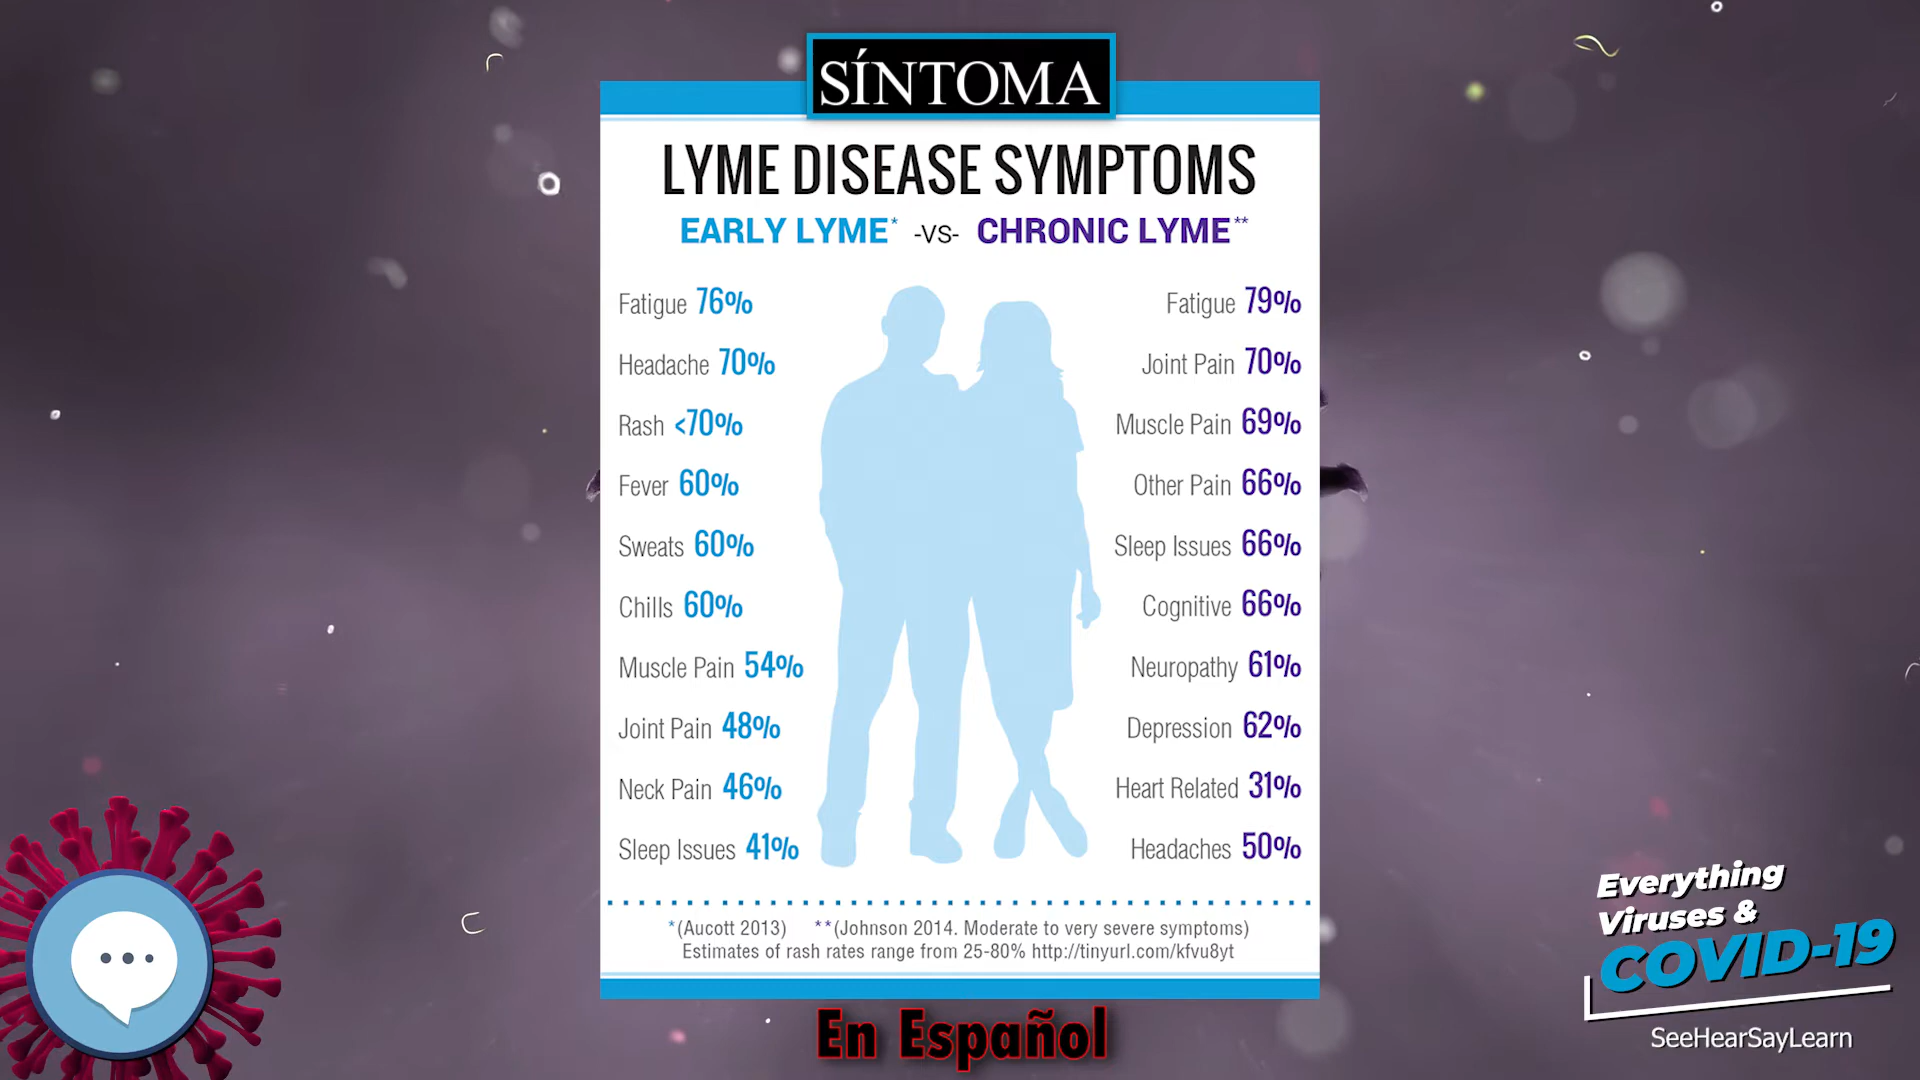 SÍNTOMA
LYME DISEASE SYMPTOMS
EARLY LYME* -VS- CHRONIC LYME**
Fatigue 76%
Headache 70%
Rash <70%
Fever 60%
Sweats 60%
Chills 60%
Muscle Pain 54%
Joint Pain 48%
Neck Pain 46%
Sleep Issues 41%
Fatigue 79%
Joint Pain 70%
Muscle Pain 69%
Other Pain 66%
Sleep Issues 66%
Cognitive 66%
Neuropathy 61%
Depression 62%
Heart Related 31%
Headaches 50%
*(Aucott 2013) **(Johnson 2014. Moderate to very severe symptoms)
Estimates of rash rates range from 25-80% http://tinyurl.com/kfvu8yt
En Español
Everything
Viruses &
COVID-19
SeeHearSayLearn